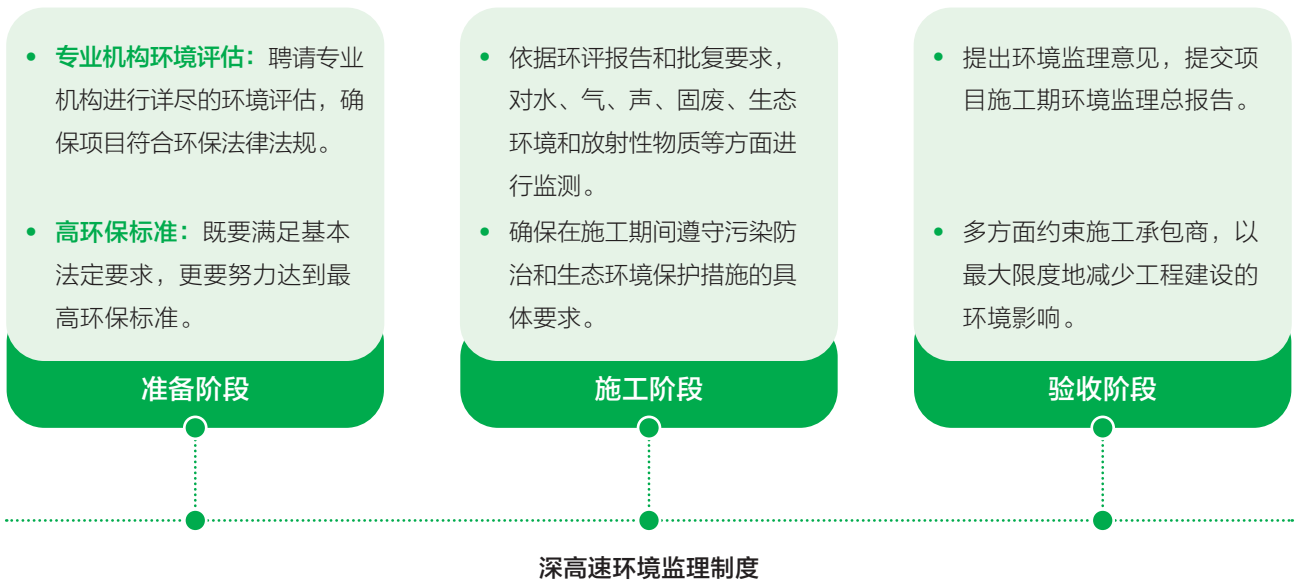 • 专业机构环境评估：聘请专业
机构进行详尽的环境评估，确
保项目符合环保法律法规。
• 高环保标准：既要满足基本
法定要求，更要努力达到最
高环保标准。
准备阶段
• 依据环评报告和批复要求，
对水、气、声、固废、生态
环境和放射性物质等方面进
行监测。
• 确保在施工期间遵守污染防
治和生态环境保护措施的具
体要求。
施工阶段
• 提出环境监理意见，提交项
目施工期环境监理总报告。
• 多方面约束施工承包商，以
最大限度地减少工程建设的
环境影响。
验收阶段
深高速环境监理制度